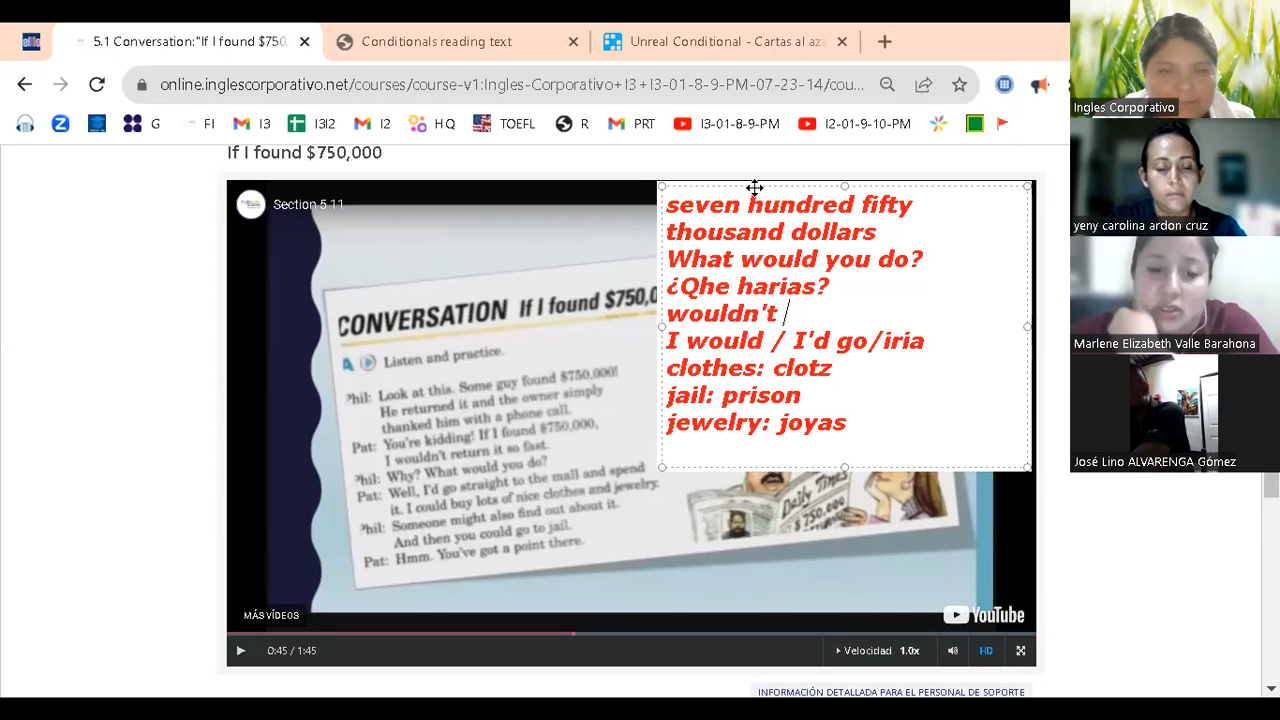 5.1 Conversation:"If I found $750,
Conditionals reading text
Unreal Conditional - Cartas al aza
online.inglescorporativo.net/courses/course-v1:Ingles-Corporativo+I3+I3-01-8-9-PM-07-23-14/cou...
G
FI
I3
I3I2
I2
HQ
TOEFL
R
PRT
I3-01-8-9-PM
I2-01-9-10-PM
If I found $750,000
Section 5 11
CONVERSATION If I found $750,0
A Listen and practice.
Phil: Look at this. Some guy found $750,000!
He returned it and the owner simply
thanked him with a phone call.
Pat: You're kidding! If I found $750,000,
I wouldn't return it so fast.
Phil: Why? What would you do?
Pat: Well, I'd go straight to the mall and spend
it. I could buy lots of nice clothes and jewelry.
Phil: Someone might also find out about it.
And then you could go to jail.
Pat: Hmm. You've got a point there.
Daily Times
$750,000
seven hundred fifty
thousand dollars
What would you do?
¿Qhe harias?
wouldn't /
I would / I'd go/iria
clothes: clotz
jail: prison
jewelry: joyas
MÁS VÍDEOS
YouTube
0:45 / 1:45
Velocidad 1.0x
HD
INFORMACIÓN DETALLADA PARA EL PERSONAL DE SOPORTE
Ingles Corporativo
yeny carolina ardon cruz
Marlene Elizabeth Valle Barahona
José Lino ALVARENGA Gómez